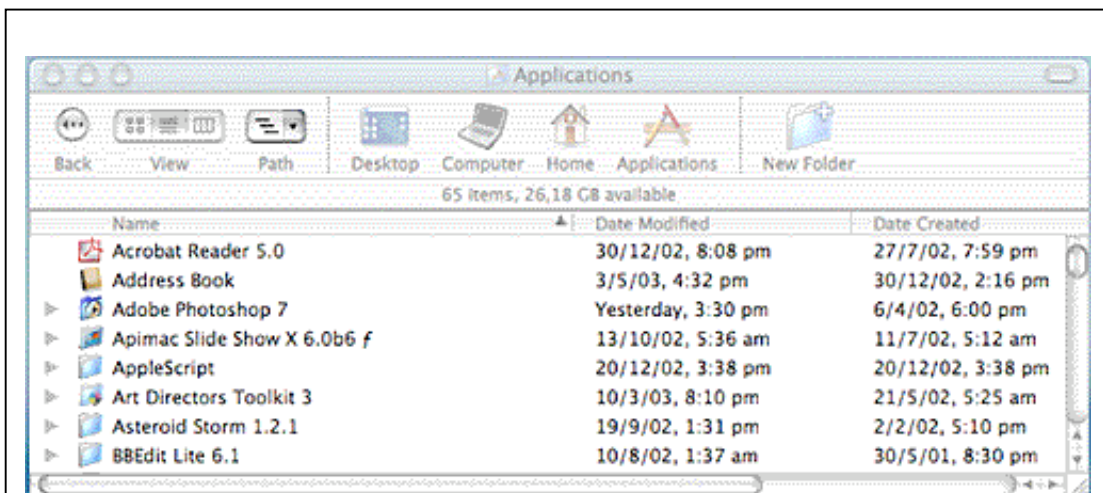 Applications
Back View Path Desktop Computer Home Applications New Folder
65 items, 26,18 GB available
Name Date Modified Date Created
Acrobat Reader 5.0 30/12/02, 8:08 pm 27/7/02, 7:59 pm
Address Book 3/5/03, 4:32 pm 30/12/02, 2:16 pm
Adobe Photoshop 7 Yesterday, 3:30 pm 6/4/02, 6:00 pm
Apimac Slide Show X 6.0b6 ƒ 13/10/02, 5:36 am 11/7/02, 5:12 am
AppleScript 20/12/02, 3:38 pm 20/12/02, 3:38 pm
Art Directors Toolkit 3 10/3/03, 8:10 pm 21/5/02, 5:25 am
Asteroid Storm 1.2.1 19/9/02, 1:31 pm 2/2/02, 5:10 pm
BBEdit Lite 6.1 10/8/02, 1:37 am 30/5/01, 8:30 pm